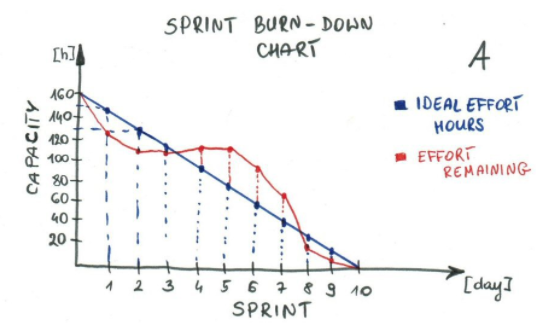 SPRINT BURN-DOWN
CHART
A
[h]
CAPACITY
160
140
120
100
80
60
40
20
1 2 3 4 5 6 7 8 9 10
[day]
SPRINT
IDEAL EFFORT
HOURS
EFFORT
REMAINING